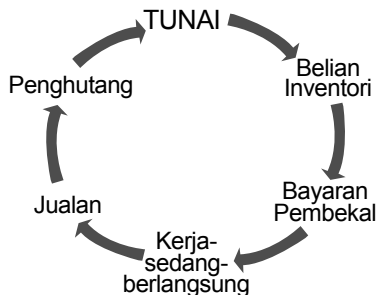 TUNAI
Belian
Inventori
Bayaran
Pembekal
Kerja-
sedang-
berlangsung
Jualan
Penghutang